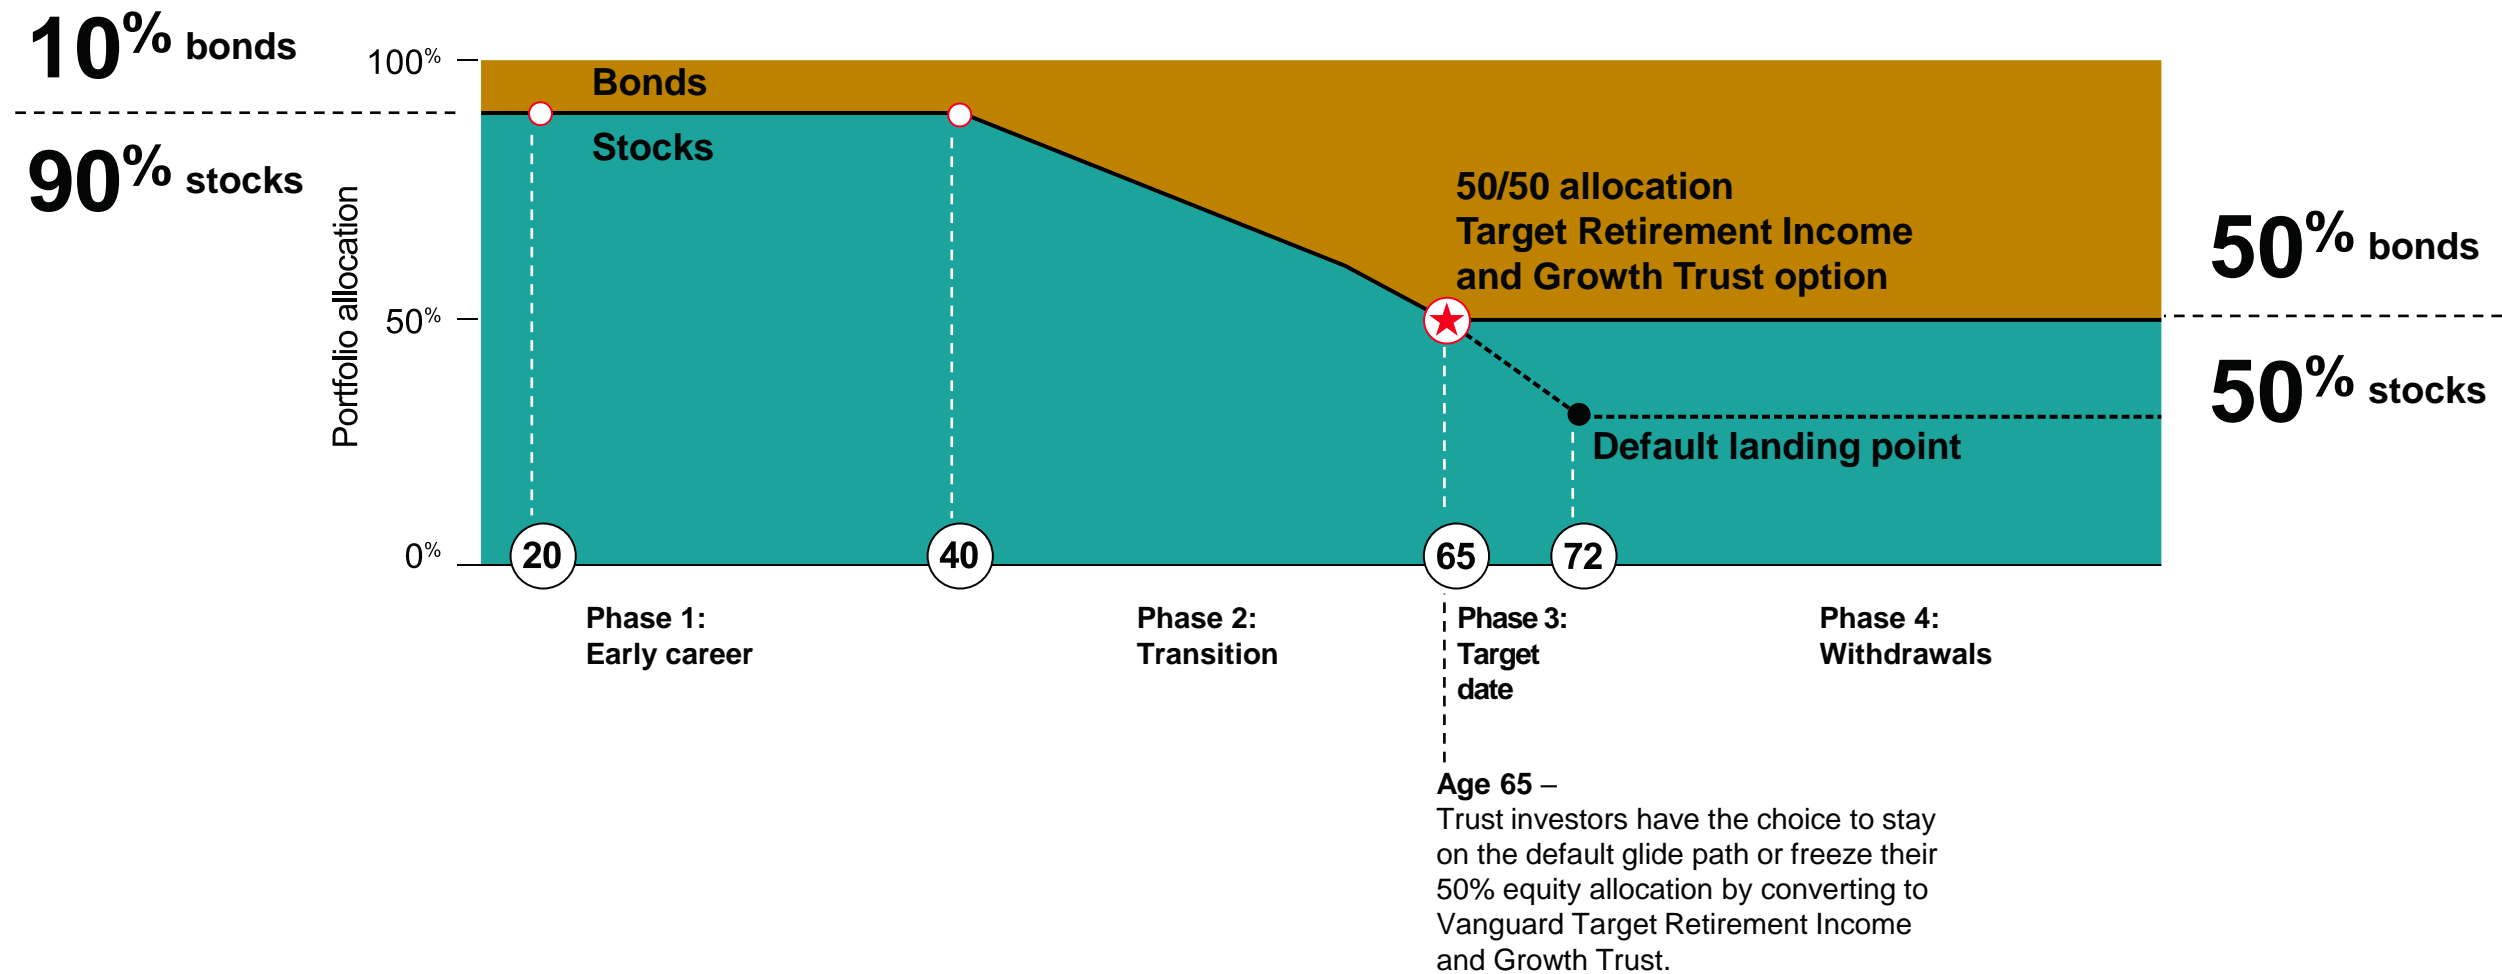 10% bonds
90% stocks
Portfolio allocation
100%
50%
0%
Bonds
Stocks
50/50 allocation
Target Retirement Income
and Growth Trust option
Default landing point
50% bonds
50% stocks
20
40
65
72
Phase 1:
Early career
Phase 2:
Transition
Phase 3:
Target
date
Phase 4:
Withdrawals
Age 65 –
Trust investors have the choice to stay
on the default glide path or freeze their
50% equity allocation by converting to
Vanguard Target Retirement Income
and Growth Trust.